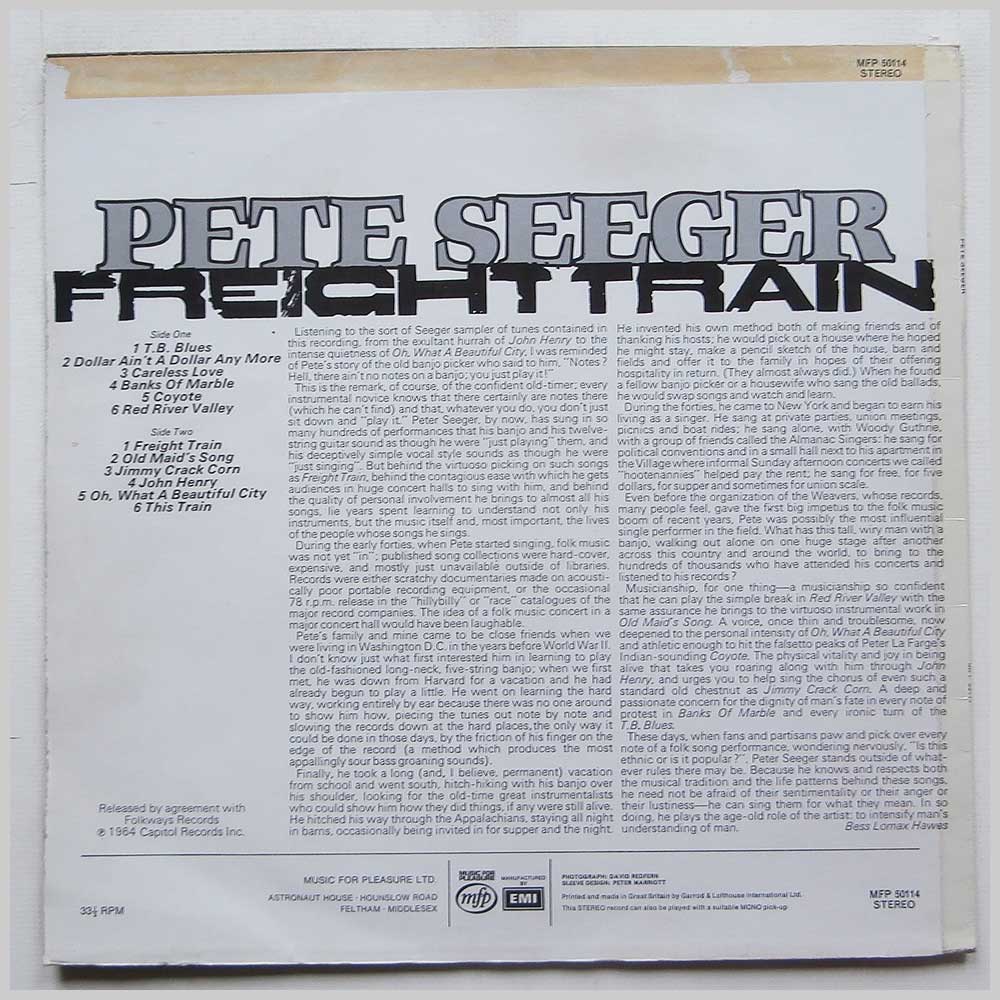 MFP 50114
STEREO
PETE SEEGER
FREIGHT TRAIN
PETE SEEGER
Side One
1 T.B. Blues
2 Dollar Ain't A Dollar Any More
3 Careless Love
4 Banks Of Marble
5 Coyote
6 Red River Valley
Side Two
1 Freight Train
2 Old Maid's Song
3 Jimmy Crack Corn
4 John Henry
5 Oh, What A Beautiful City
6 This Train
Listening to the sort of Seeger sampler of tunes contained in
this recording, from the exultant hurrah of John Henry to the
intense quietness of Oh, What A Beautiful City, I was reminded
of Pete's story of the old banjo picker who said to him, "Notes?
Hell, there ain't no notes on a banjo; you just play it!"
This is the remark, of course, of the confident old-timer; every
instrumental novice knows that there certainly are notes there
(which he can't find) and that, whatever you do, you don't just
sit down and "play it." Peter Seeger, by now, has sung in so
many hundreds of performances that his banjo and his twelve-
string guitar sound as though he were "just playing" them, and
his deceptively simple vocal style sounds as though he were
"just singing". But behind the virtuoso picking on such songs
as Freight Train, behind the contagious ease with which he gets
audiences in huge concert halls to sing with him, and behind
the quality of personal involvement he brings to almost all his
songs, lie years spent learning to understand not only his
instruments, but the music itself and, most important, the lives
of the people whose songs he sings.
During the early forties, when Pete started singing, folk music
was not yet "in"; published song collections were hard-cover,
expensive, and mostly just unavailable outside of libraries.
Records were either scratchy documentaries made on acousti-
cally poor portable recording equipment, or the occasional
78 r.p.m. release in the "hillybilly" or "race" catalogues of the
major record companies. The idea of a folk music concert in a
major concert hall would have been laughable.
Pete's family and mine came to be close friends when we
were living in Washington D.C. in the years before World War II.
I don't know just what first interested him in learning to play
the old-fashioned long-neck, five-string banjo; when we first
met, he was down from Harvard for a vacation and he had
already begun to play a little. He went on learning the hard
way, working entirely by ear because there was no one around
to show him how, piecing the tunes out note by note and
slowing the records down at the hard places, the only way it
could be done in those days, by the friction of his finger on the
edge of the record (a method which produces the most
appallingly sour bass groaning sounds).
Finally, he took a long (and, I believe, permanent) vacation
from school and went south, hitch-hiking with his banjo over
his shoulder, looking for the old-time great instrumentalists
who could show him how they did things, if any were still alive.
He hitched his way through the Appalachians, staying all night
in barns, occasionally being invited in for supper and the night.
He invented his own method both of making friends and of
thanking his hosts; he would pick out a house where he hoped
he might stay, make a pencil sketch of the house, barn and
fields and offer it to the family in hopes of their offering
hospitality in return. (They almost always did.) When he found
a fellow banjo picker or a housewife who sang the old ballads,
he would swap songs and watch and learn.
During the forties, he came to New York and began to earn his
living as a singer. He sang at private parties, union meetings,
picnics and boat rides; he sang alone, with Woody Guthrie,
with a group of friends called the Almanac Singers: he sang for
political conventions and in a small hall next to his apartment in
the Village where informal Sunday afternoon concerts we called
"hootenannies" helped pay the rent; he sang for free, for five
dollars, for supper and sometimes for union scale.
Even before the organization of the Weavers, whose records,
many people feel, gave the first big impetus to the folk music
boom of recent years, Pete was possibly the most influential
single performer in the field. What has this tall, wiry man with a
banjo, walking out alone on one huge stage after another
across this country and around the world, to bring to the
hundreds of thousands who have attended his concerts and
listened to his records?
Musicianship, for one thing—a musicianship so confident
that he can play the simple break in Red River Valley with the
same assurance he brings to the virtuoso instrumental work in
Old Maid's Song. A voice, once thin and troublesome, now
deepened to the personal intensity of Oh, What A Beautiful City
and athletic enough to hit the falsetto peaks of Peter La Farge's
Indian-sounding Coyote. The physical vitality and joy in being
alive that takes you roaring along with him through John
Henry, and urges you to help sing the chorus of even such a
standard old chestnut as Jimmy Crack Corn. A deep and
passionate concern for the dignity of man's fate in every note of
protest in Banks Of Marble and every ironic turn of the
T.B. Blues.
These days, when fans and partisans paw and pick over every
note of a folk song performance, wondering nervously, "Is this
ethnic or is it popular?", Peter Seeger stands outside of what-
ever rules there may be. Because he knows and respects both
the musical tradition and the life patterns behind these songs,
he need not be afraid of their sentimentality or their anger or
their lustiness—he can sing them for what they mean. In so
doing, he plays the age-old role of the artist: to intensify man's
understanding of man.
Bess Lomax Hawes
Released by agreement with
Folkways Records
℗ 1964 Capitol Records Inc.
33⅓ RPM
MUSIC FOR PLEASURE LTD.
ASTRONAUT HOUSE · HOUNSLOW ROAD
FELTHAM · MIDDLESEX
MUSIC FOR
PLEASURE
mfp
MANUFACTURED
BY
EMI
PHOTOGRAPH: DAVID REDFERN
SLEEVE DESIGN: PETER MARRIOTT
Printed and made in Great Britain by Garrod & Lofthouse International Ltd.
This STEREO record can also be played with a suitable MONO pick-up
MFP 50114
STEREO